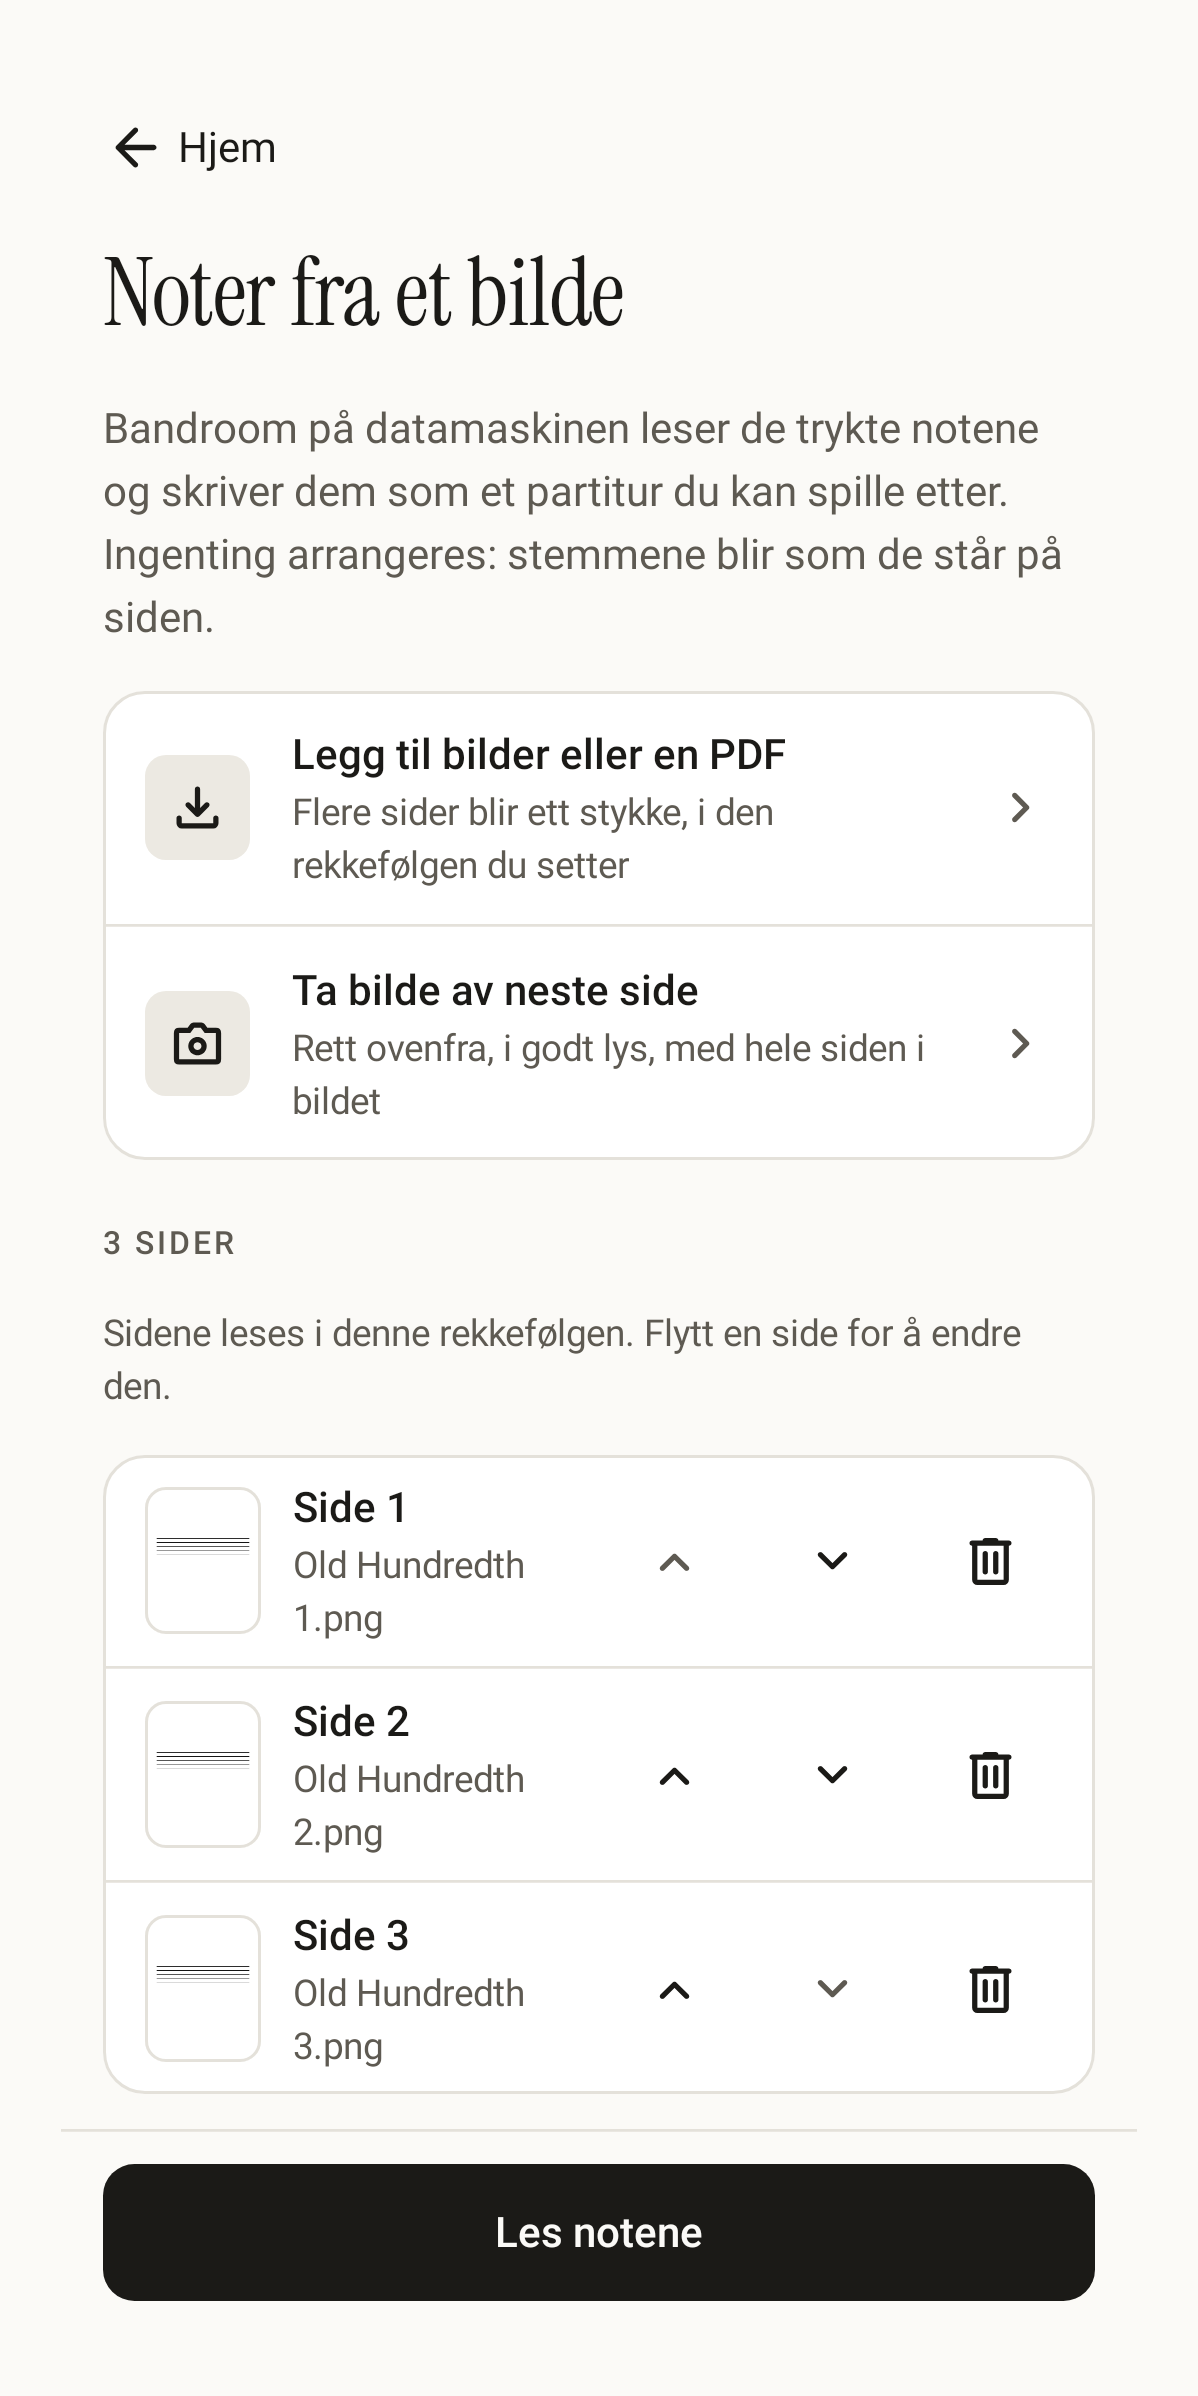 Hjem
Noter fra et bilde
Bandroom på datamaskinen leser de trykte notene
og skriver dem som et partitur du kan spille etter.
Ingenting arrangeres: stemmene blir som de står på
siden.
Legg til bilder eller en PDF
Flere sider blir ett stykke, i den
rekkefølgen du setter
Ta bilde av neste side
Rett ovenfra, i godt lys, med hele siden i
bildet
3 SIDER
Sidene leses i denne rekkefølgen. Flytt en side for å endre
den.
Side 1
Old Hundredth
1.png
Side 2
Old Hundredth
2.png
Side 3
Old Hundredth
3.png
Les notene